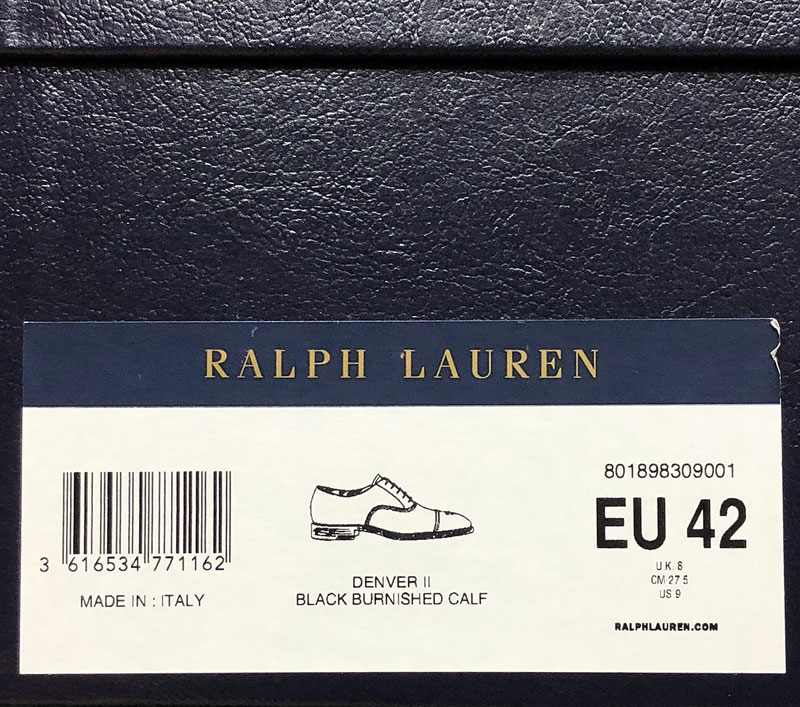 RALPH LAUREN
801898309001
EU 42
U.K. 8
CM 27.5
US 9
RALPHLAUREN.COM
DENVER II
BLACK BURNISHED CALF
3 616534 771162
MADE IN : ITALY